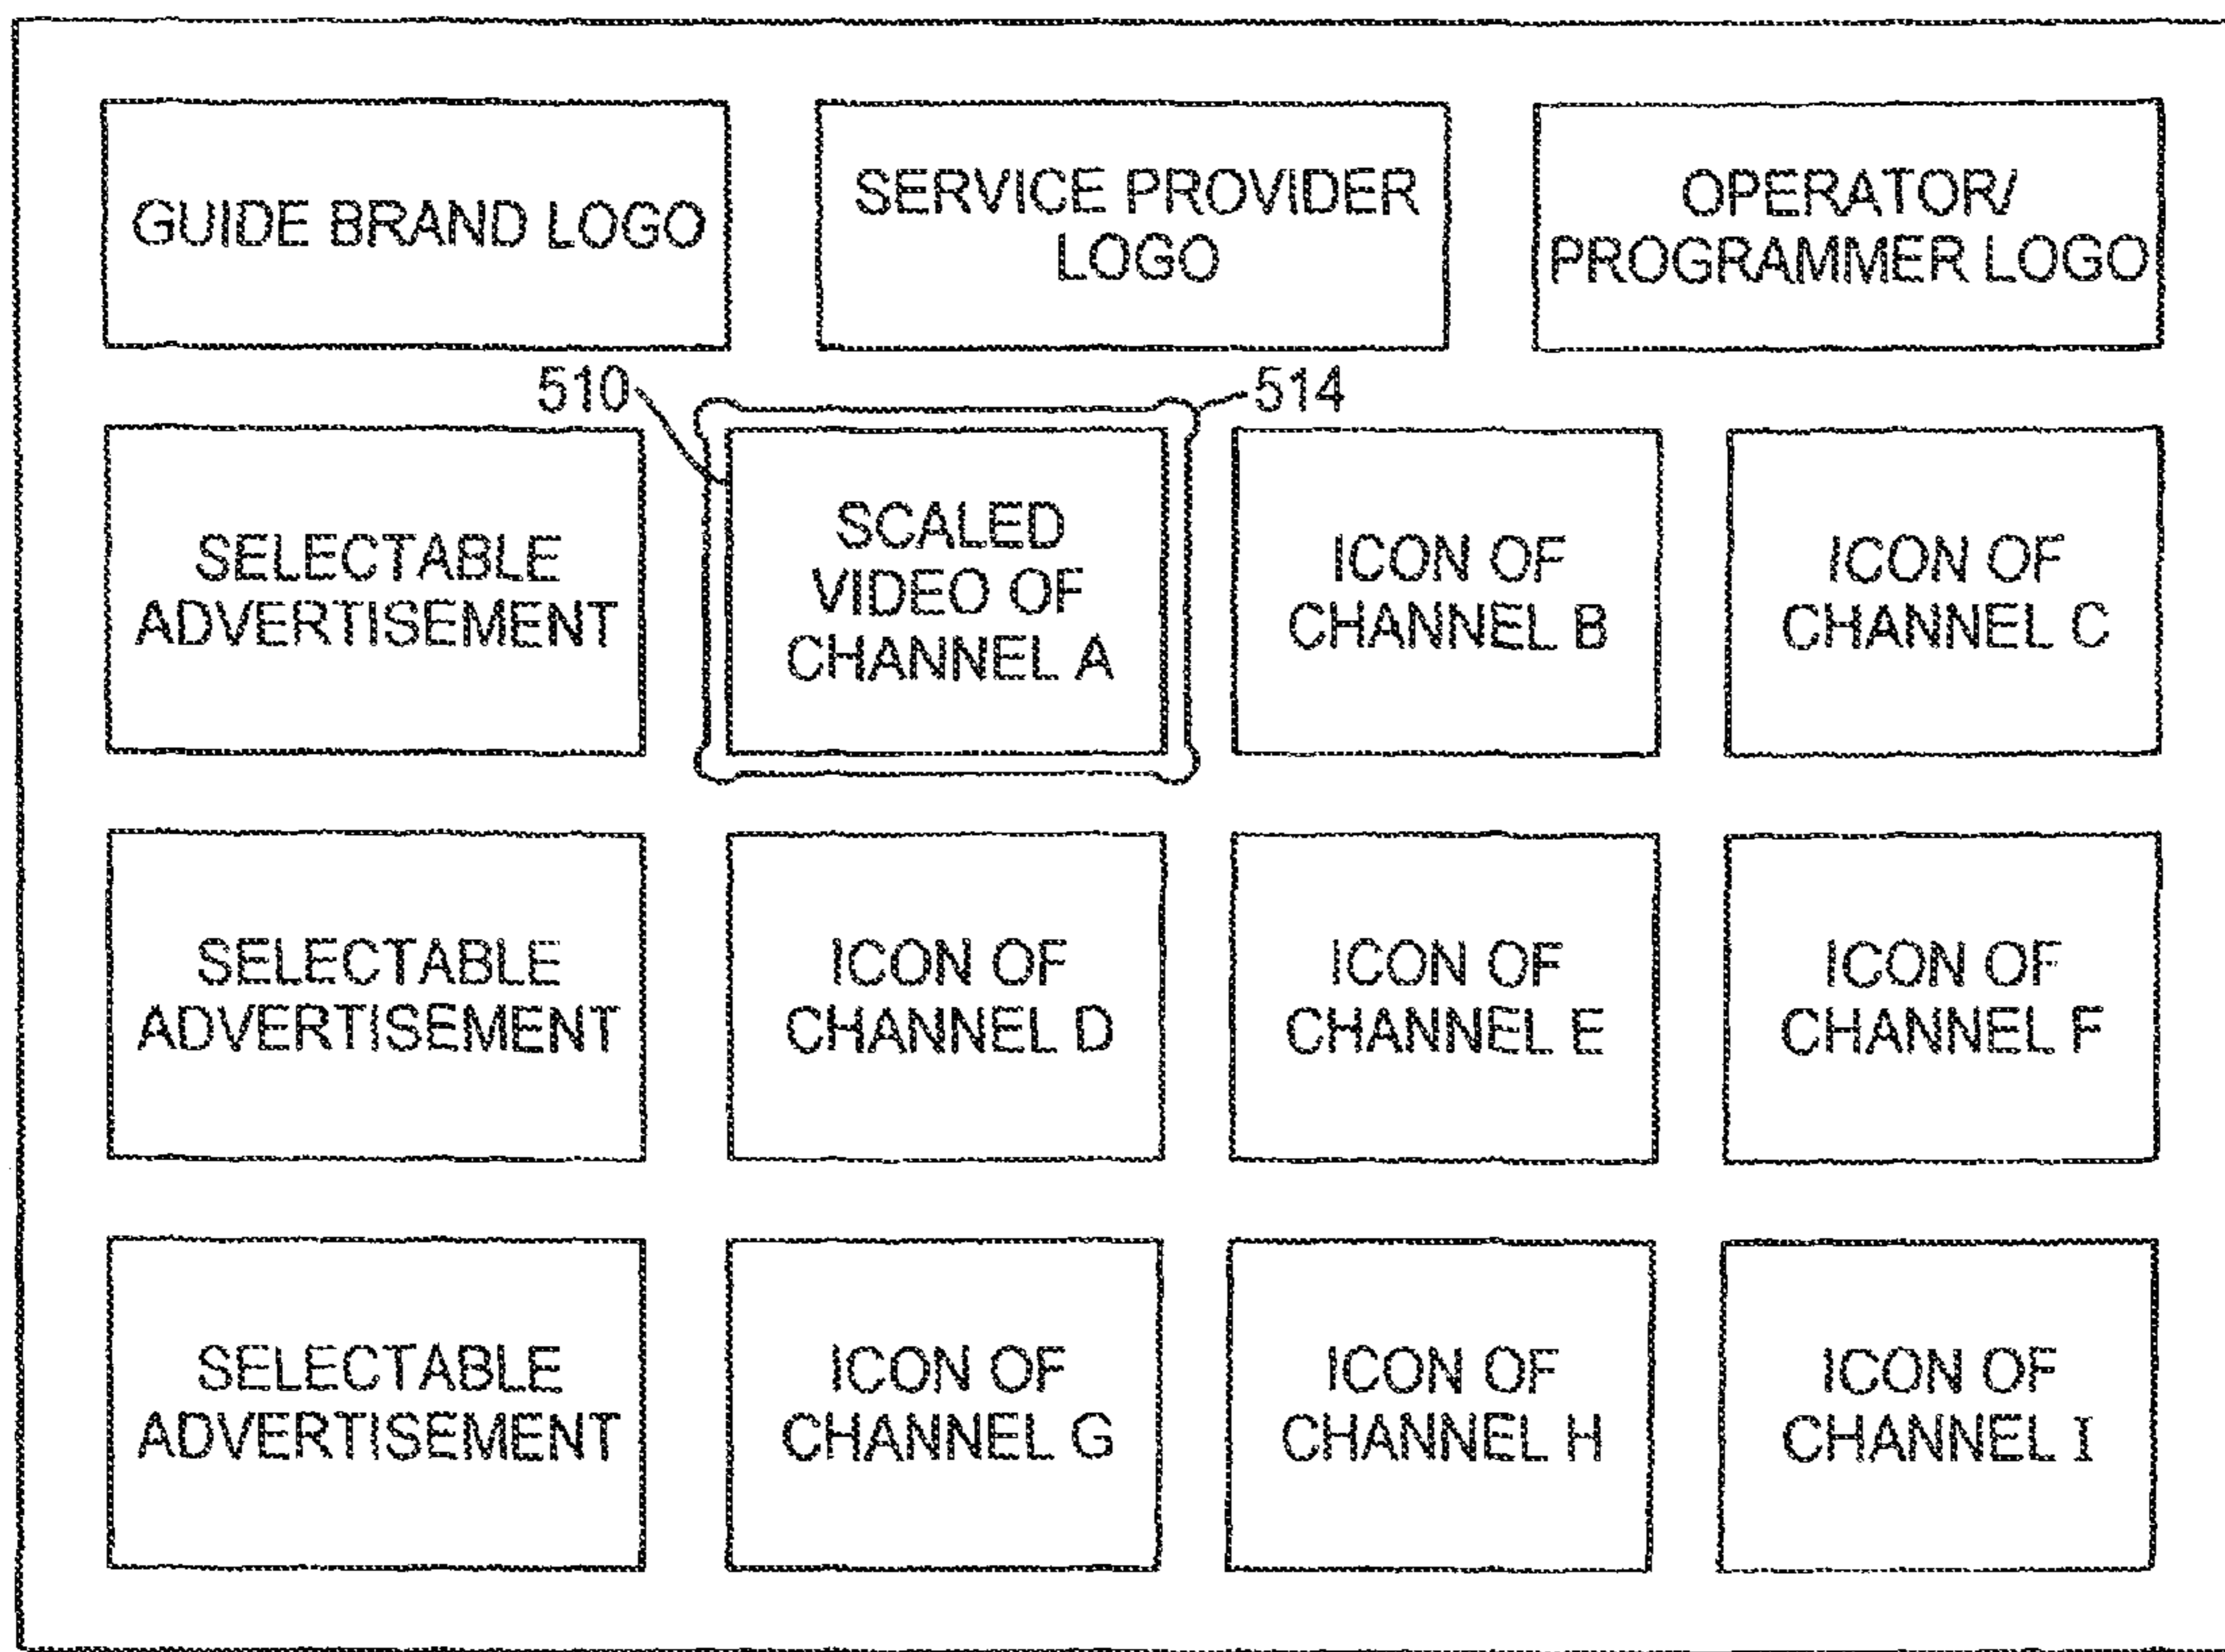 GUIDE BRAND LOGO
SERVICE PROVIDER
LOGO
OPERATOR/
PROGRAMMER LOGO
510
514
SELECTABLE
ADVERTISEMENT
SCALED
VIDEO OF
CHANNEL A
ICON OF
CHANNEL B
ICON OF
CHANNEL C
SELECTABLE
ADVERTISEMENT
ICON OF
CHANNEL D
ICON OF
CHANNEL E
ICON OF
CHANNEL F
SELECTABLE
ADVERTISEMENT
ICON OF
CHANNEL G
ICON OF
CHANNEL H
ICON OF
CHANNEL I